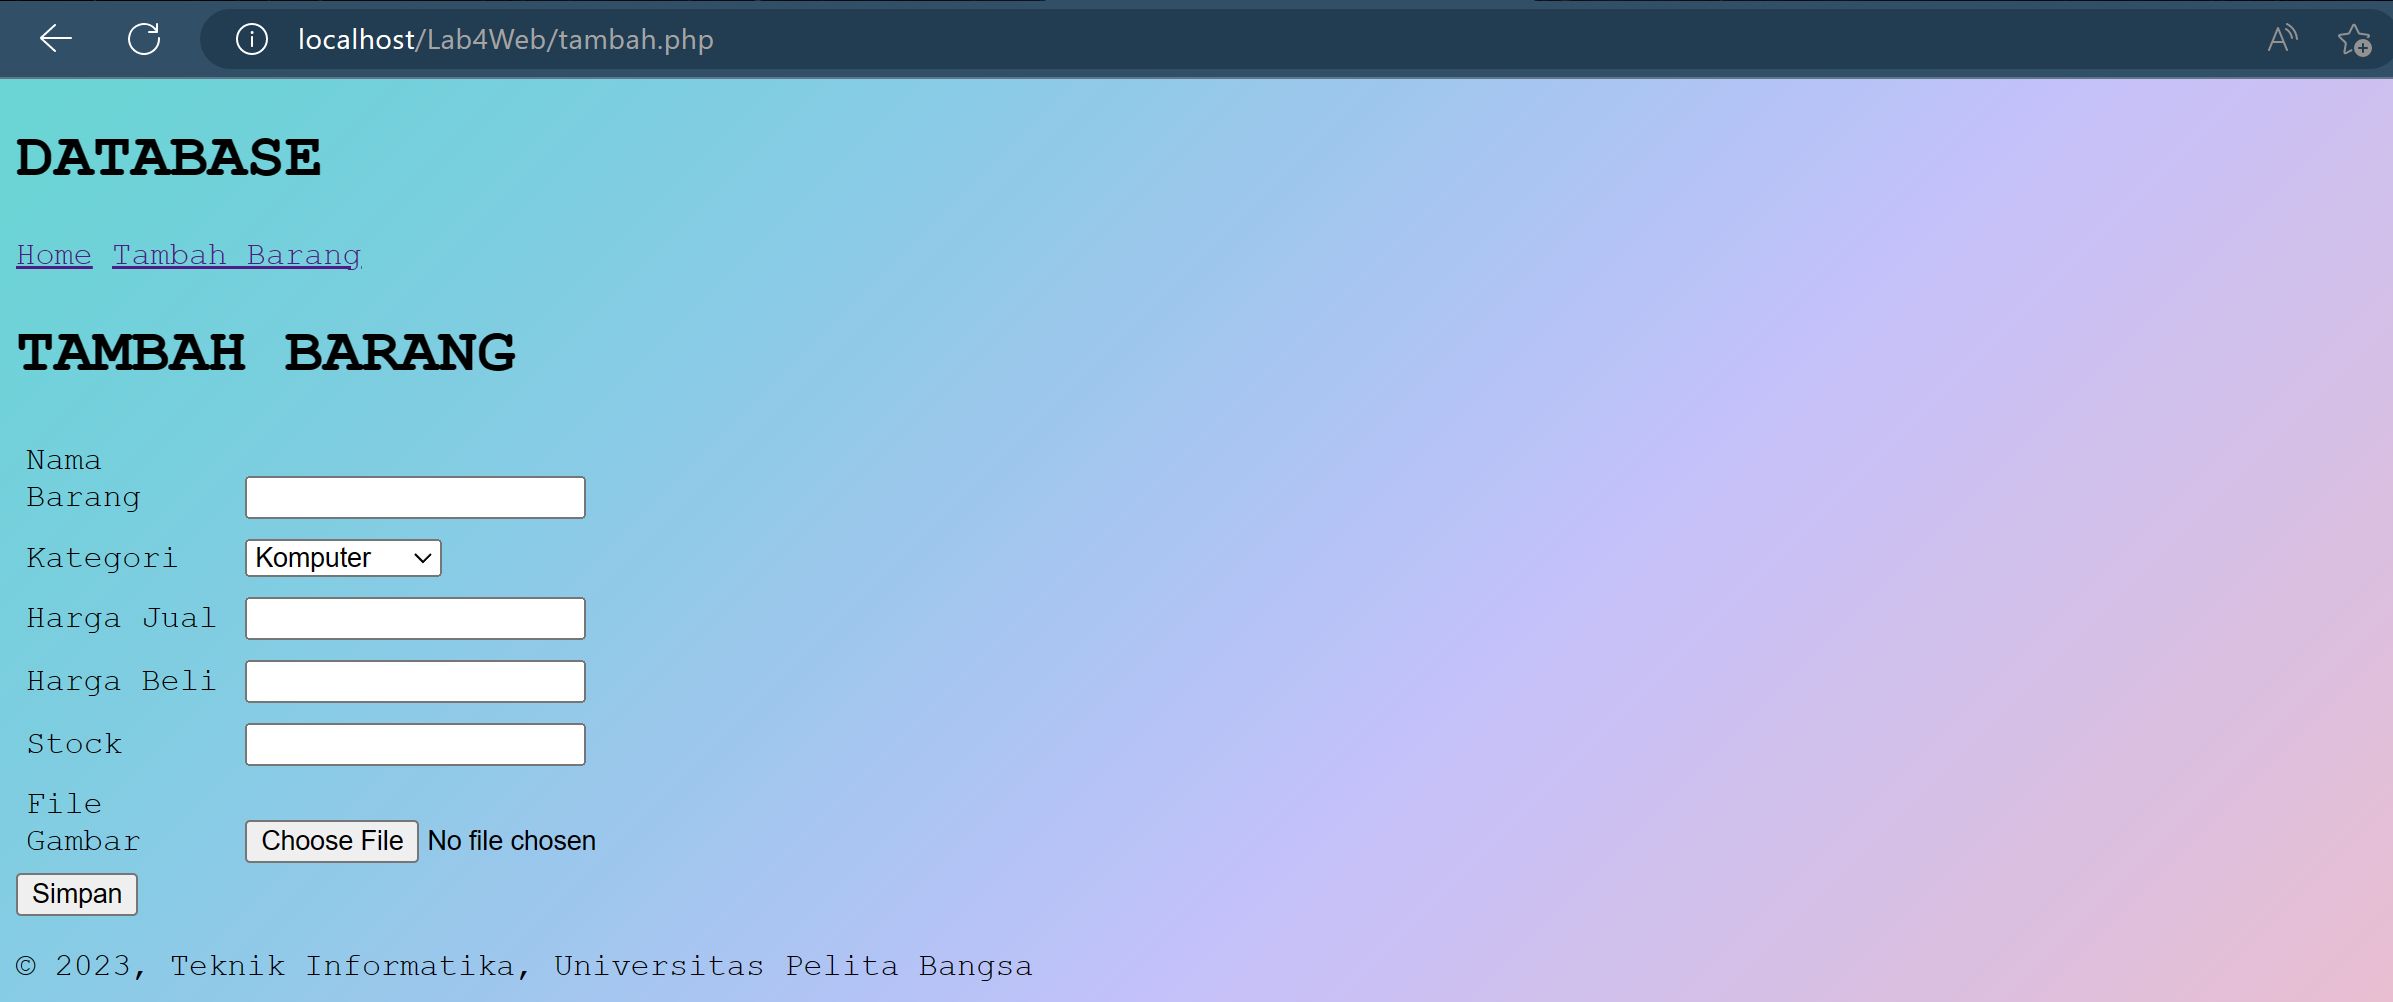 localhost/Lab4Web/tambah.php
DATABASE
Home Tambah Barang
TAMBAH BARANG
Nama
Barang
Kategori Komputer
Harga Jual
Harga Beli
Stock
File
Gambar Choose File No file chosen
Simpan
© 2023, Teknik Informatika, Universitas Pelita Bangsa